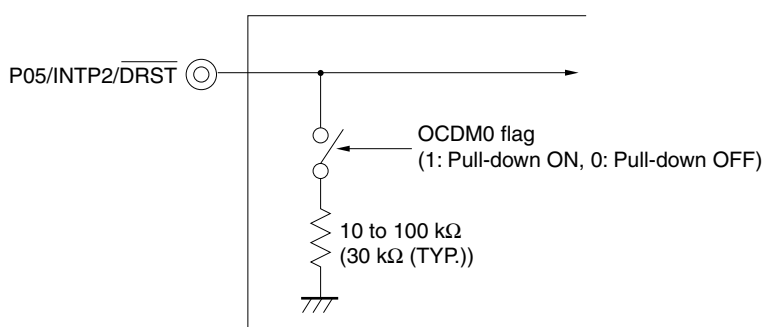 P05/INTP2/DRST
OCDM0 flag
(1: Pull-down ON, 0: Pull-down OFF)
10 to 100 kΩ
(30 kΩ (TYP.))